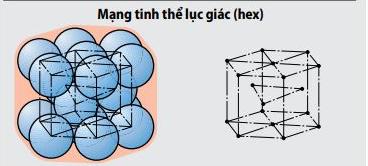 Mạng tinh thể lục giác (hex)